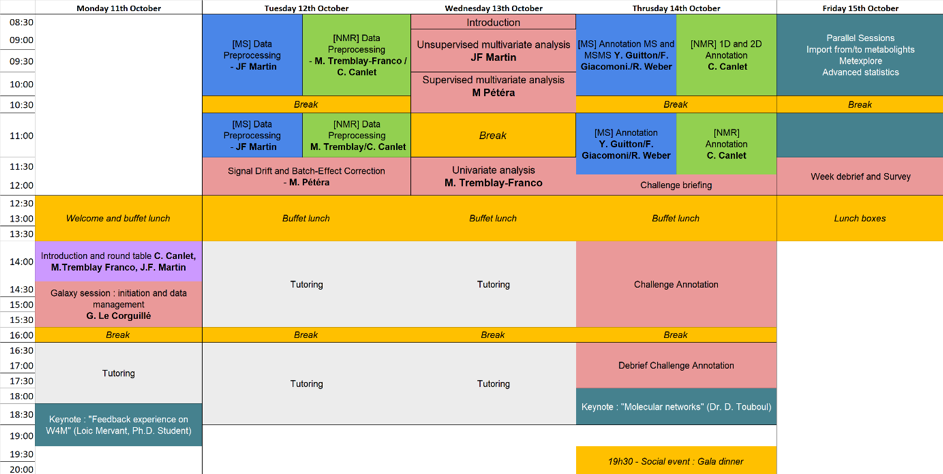 Monday 11th October
Tuesday 12th October
Wednesday 13th October
Thrusday 14th October
Friday 15th October
08:30
09:00
09:30
10:00
10:30
11:00
11:30
12:00
12:30
13:00
13:30
14:00
14:30
15:00
15:30
16:00
16:30
17:00
17:30
18:00
18:30
19:00
19:30
20:00
Welcome and buffet lunch
Introduction and round table C. Canlet,
M.Tremblay Franco, J.F. Martin
Galaxy session : initiation and data
management
G. Le Corguillé
Break
Tutoring
Keynote : "Feedback experience on
W4M" (Loic Mervant, Ph.D. Student)
[MS] Data
Preprocessing
- JF Martin
[NMR] Data
Preprocessing
- M. Tremblay-Franco /
C. Canlet
Break
[MS] Data
Preprocessing
- JF Martin
[NMR] Data
Preprocessing
M. Tremblay/C. Canlet
Signal Drift and Batch-Effect Correction
- M. Pétéra
Buffet lunch
Tutoring
Break
Tutoring
Introduction
Unsupervised multivariate analysis
JF Martin
Supervised multivariate analysis
M Pétéra
Break
Univariate analysis
M. Tremblay-Franco
Buffet lunch
Tutoring
Break
Tutoring
[MS] Annotation MS and
MSMS Y. Guitton/F.
Giacomoni./R. Weber
[NMR] 1D and 2D
Annotation
C. Canlet
Break
[MS] Annotation
Y. Guitton/F.
Giacomoni/R. Weber
[NMR]
Annotation
C. Canlet
Challenge briefing
Buffet lunch
Challenge Annotation
Break
Debrief Challenge Annotation
Keynote : "Molecular networks" (Dr. D. Touboul)
19h30 - Social event : Gala dinner
Parallel Sessions
Import from/to metabolights
Metexplore
Advanced statistics
Break
Week debrief and Survey
Lunch boxes